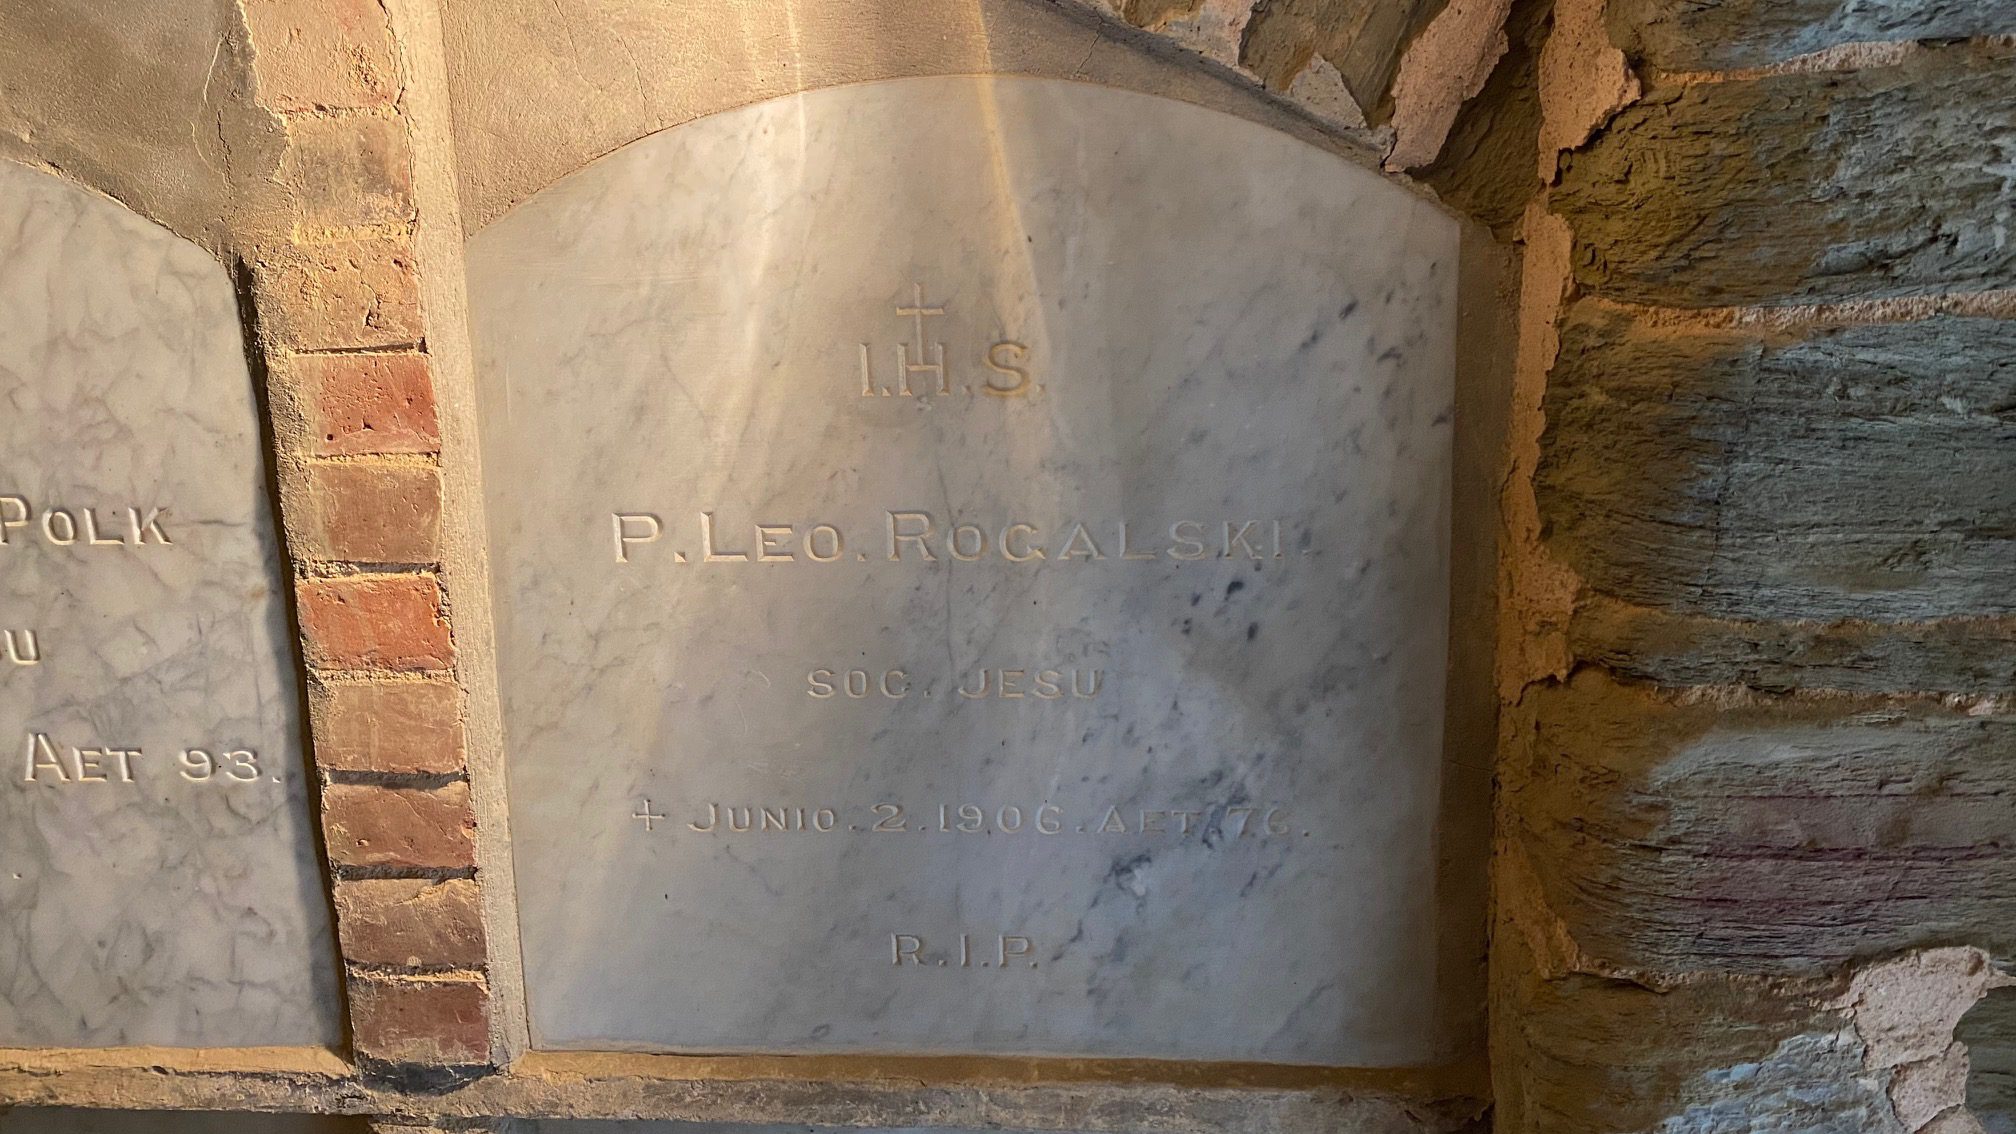 POLK
AET 93.
I.H.S.
P. LEO. ROGALSKI.
SOC. JESU
+ JUNIO. 2. 1906. AET. 76.
R.I.P.